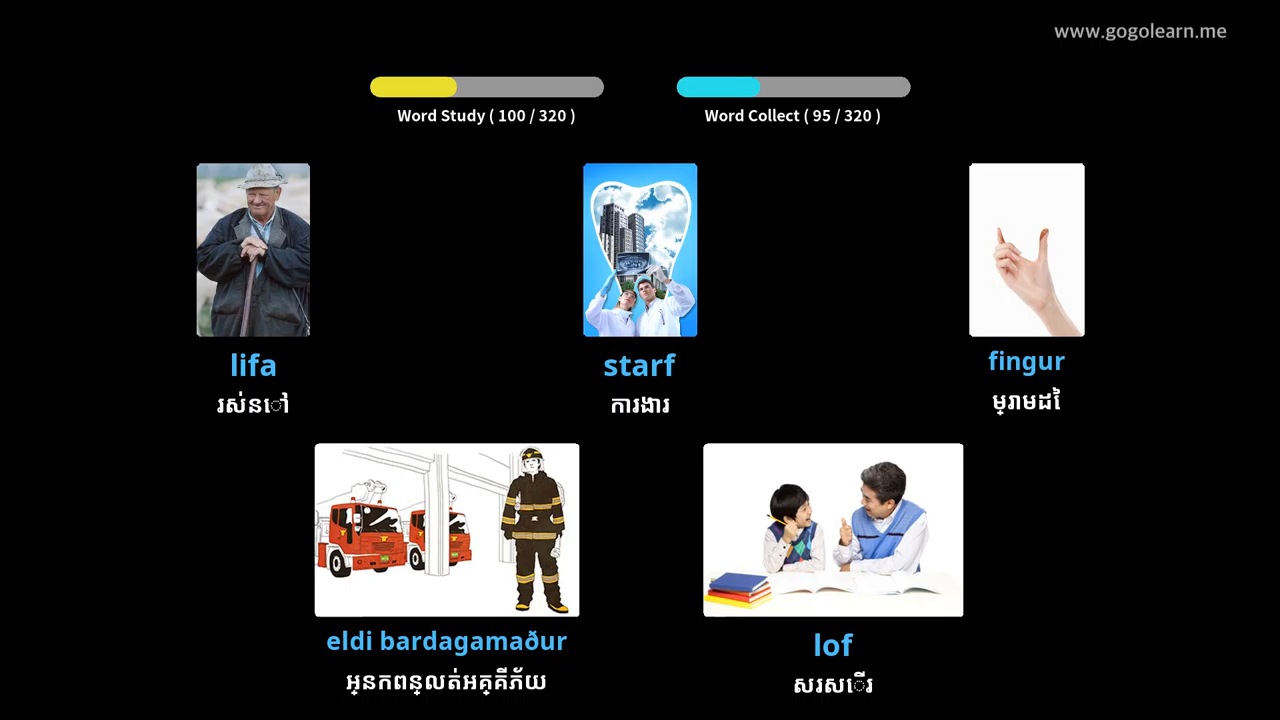 www.gogolearn.me
Word Study ( 100 / 320 )
Word Collect ( 95 / 320 )
lifa
រស់នៅ
starf
ការងារ
fingur
ម្រាមដៃ
eldi bardagamaður
អ្នកពន្លត់អគ្គីភ័យ
lof
សរសើរ